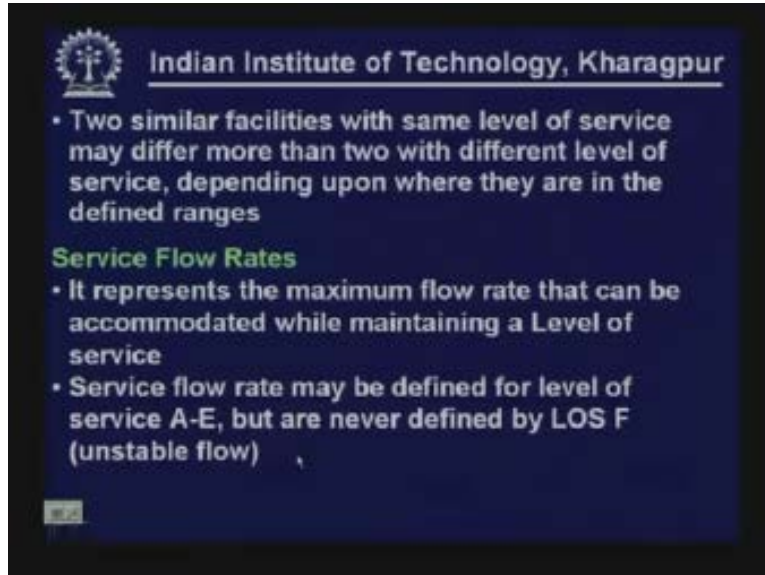 Indian Institute of Technology, Kharagpur
• Two similar facilities with same level of service
may differ more than two with different level of
service, depending upon where they are in the
defined ranges
Service Flow Rates
• It represents the maximum flow rate that can be
accommodated while maintaining a Level of
service
• Service flow rate may be defined for level of
service A-E, but are never defined by LOS F
(unstable flow)